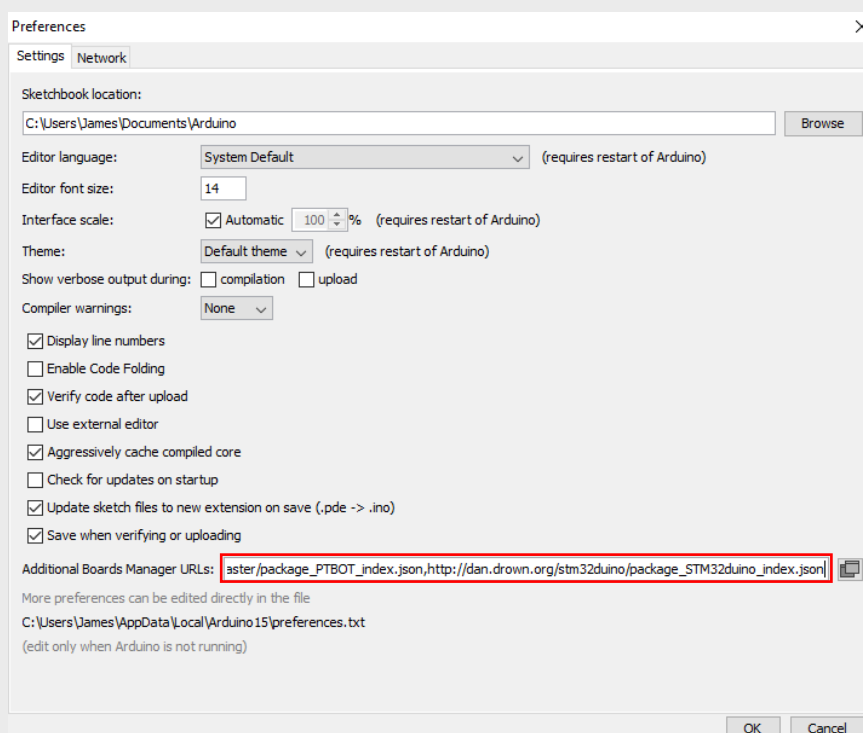 Preferences
Settings Network
Sketchbook location:
C:\Users\James\Documents\Arduino Browse
Editor language: System Default (requires restart of Arduino)
Editor font size: 14
Interface scale: Automatic 100 % (requires restart of Arduino)
Theme: Default theme (requires restart of Arduino)
Show verbose output during: compilation upload
Compiler warnings: None
Display line numbers
Enable Code Folding
Verify code after upload
Use external editor
Aggressively cache compiled core
Check for updates on startup
Update sketch files to new extension on save (.pde -> .ino)
Save when verifying or uploading
Additional Boards Manager URLs: aster/package_PTBOT_index.json,http://dan.drown.org/stm32duino/package_STM32duino_index.json
More preferences can be edited directly in the file
C:\Users\James\AppData\Local\Arduino15\preferences.txt
(edit only when Arduino is not running)
OK Cancel